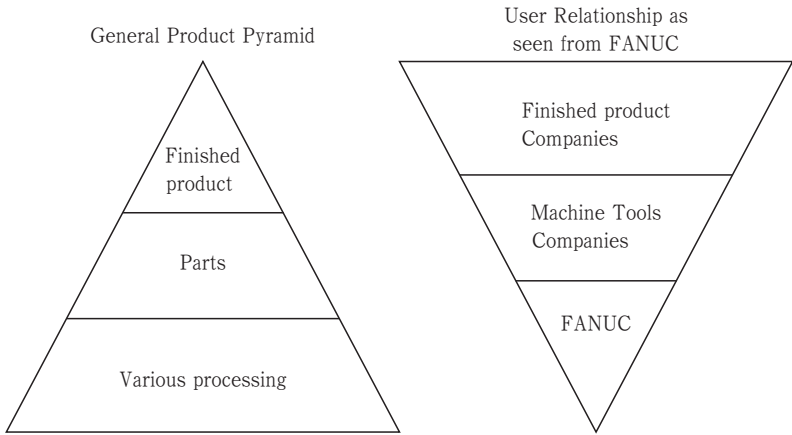 General Product Pyramid
Finished
product
Parts
Various processing
User Relationship as
seen from FANUC
Finished product
Companies
Machine Tools
Companies
FANUC